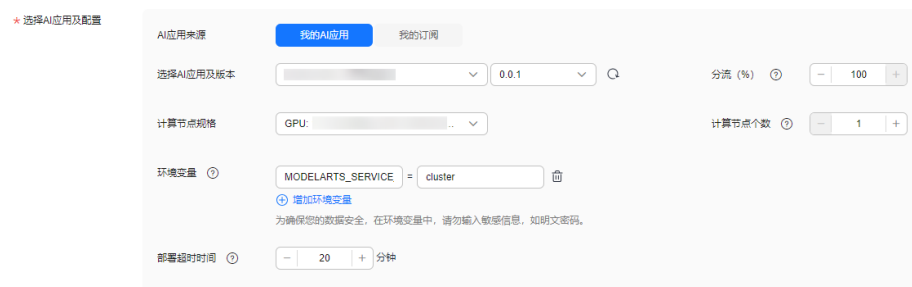 * 选择AI应用及配置
AI应用来源 我的AI应用 我的订阅
选择AI应用及版本 0.0.1 分流（%） ? − 100 +
计算节点规格 GPU: .. 计算节点个数 ? − 1 +
环境变量 ? MODELARTS_SERVICE = cluster
增加环境变量
为确保您的数据安全，在环境变量中，请勿输入敏感信息，如明文密码。
部署超时时间 ? − 20 + 分钟